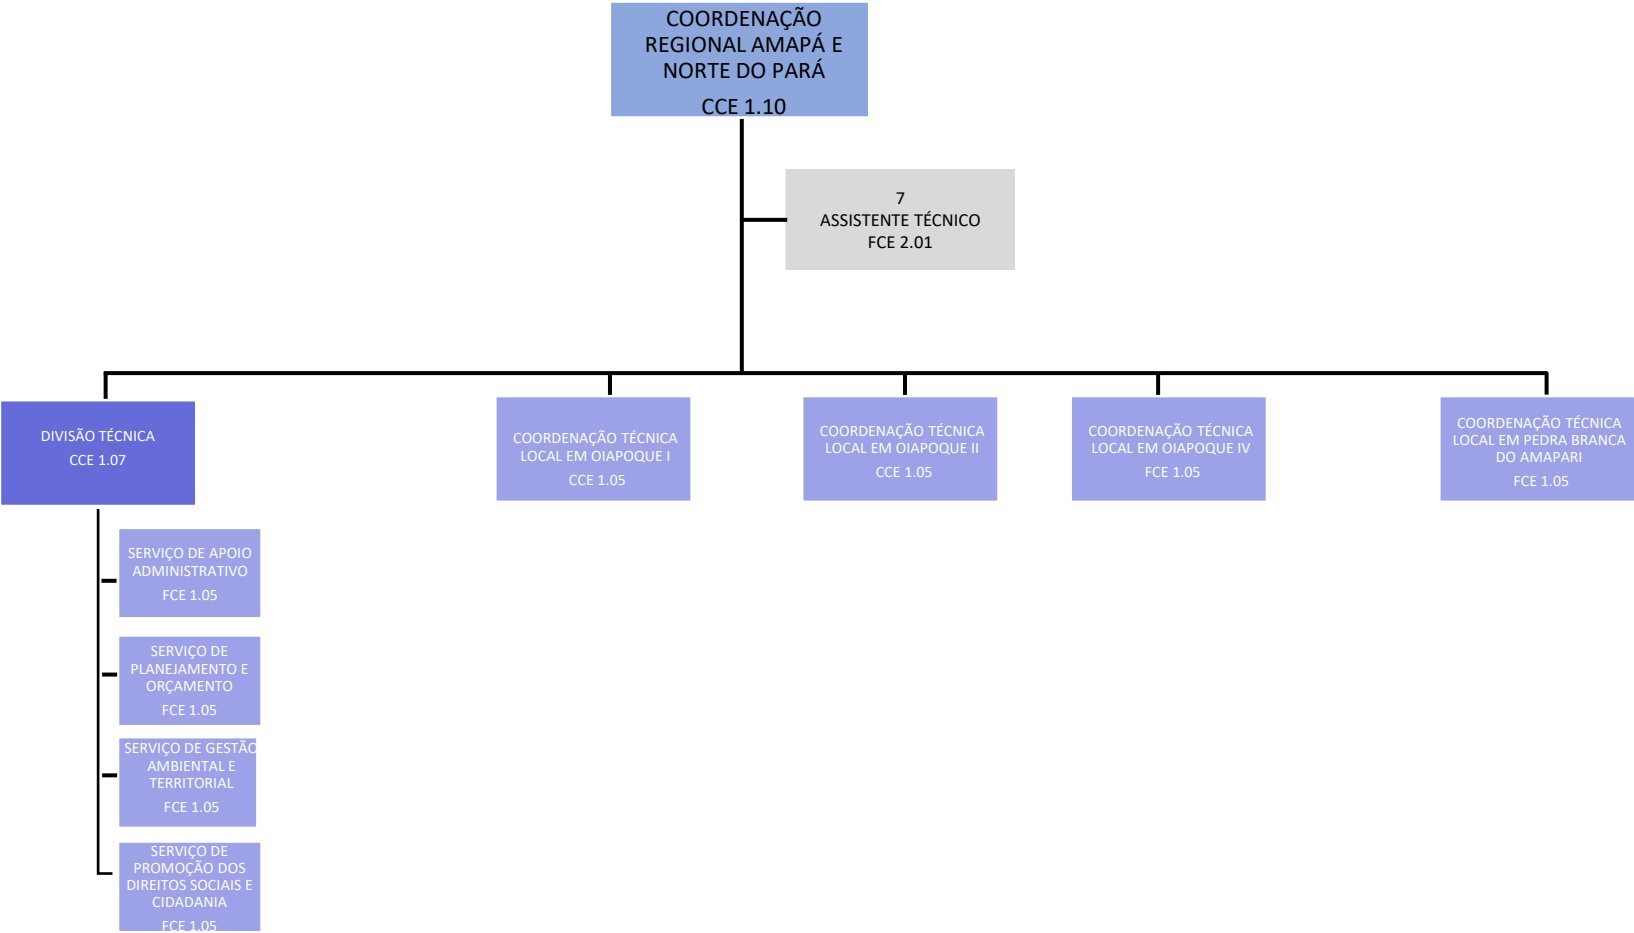 COORDENAÇÃO
REGIONAL AMAPÁ E
NORTE DO PARÁ
CCE 1.10
7
ASSISTENTE TÉCNICO
FCE 2.01
DIVISÃO TÉCNICA
CCE 1.07
COORDENAÇÃO TÉCNICA
LOCAL EM OIAPOQUE I
CCE 1.05
COORDENAÇÃO TÉCNICA
LOCAL EM OIAPOQUE II
CCE 1.05
COORDENAÇÃO TÉCNICA
LOCAL EM OIAPOQUE IV
FCE 1.05
COORDENAÇÃO TÉCNICA
LOCAL EM PEDRA BRANCA
DO AMAPARI
FCE 1.05
SERVIÇO DE APOIO
ADMINISTRATIVO
FCE 1.05
SERVIÇO DE
PLANEJAMENTO E
ORÇAMENTO
FCE 1.05
SERVIÇO DE GESTÃO
AMBIENTAL E
TERRITORIAL
FCE 1.05
SERVIÇO DE
PROMOÇÃO DOS
DIREITOS SOCIAIS E
CIDADANIA
FCE 1.05